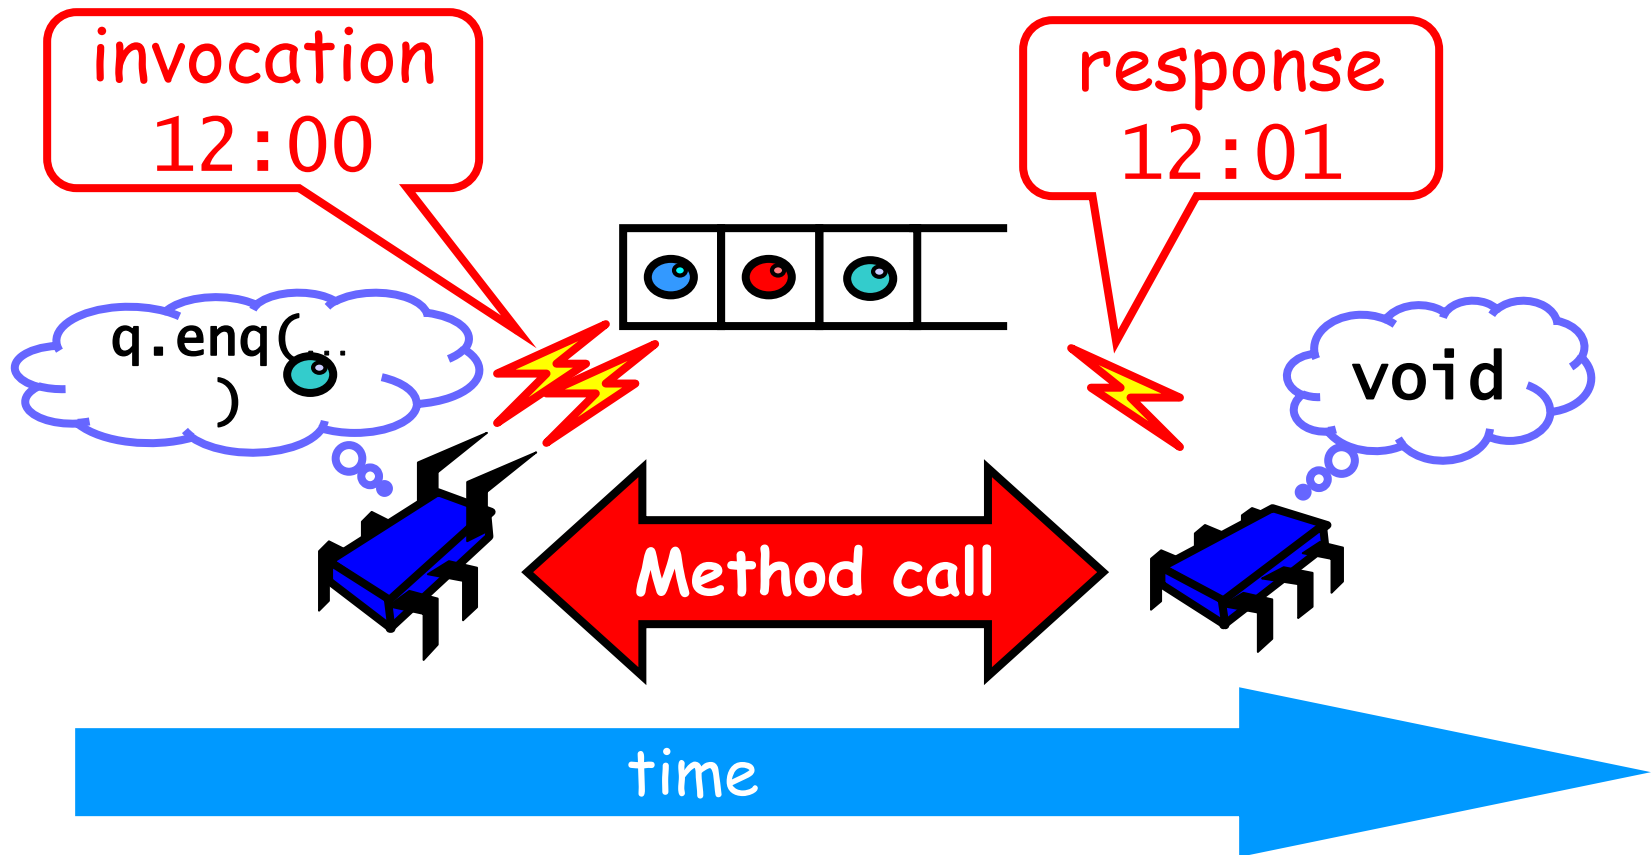 invocation
12:00
response
12:01
q.enq(...
)
void
Method call
time